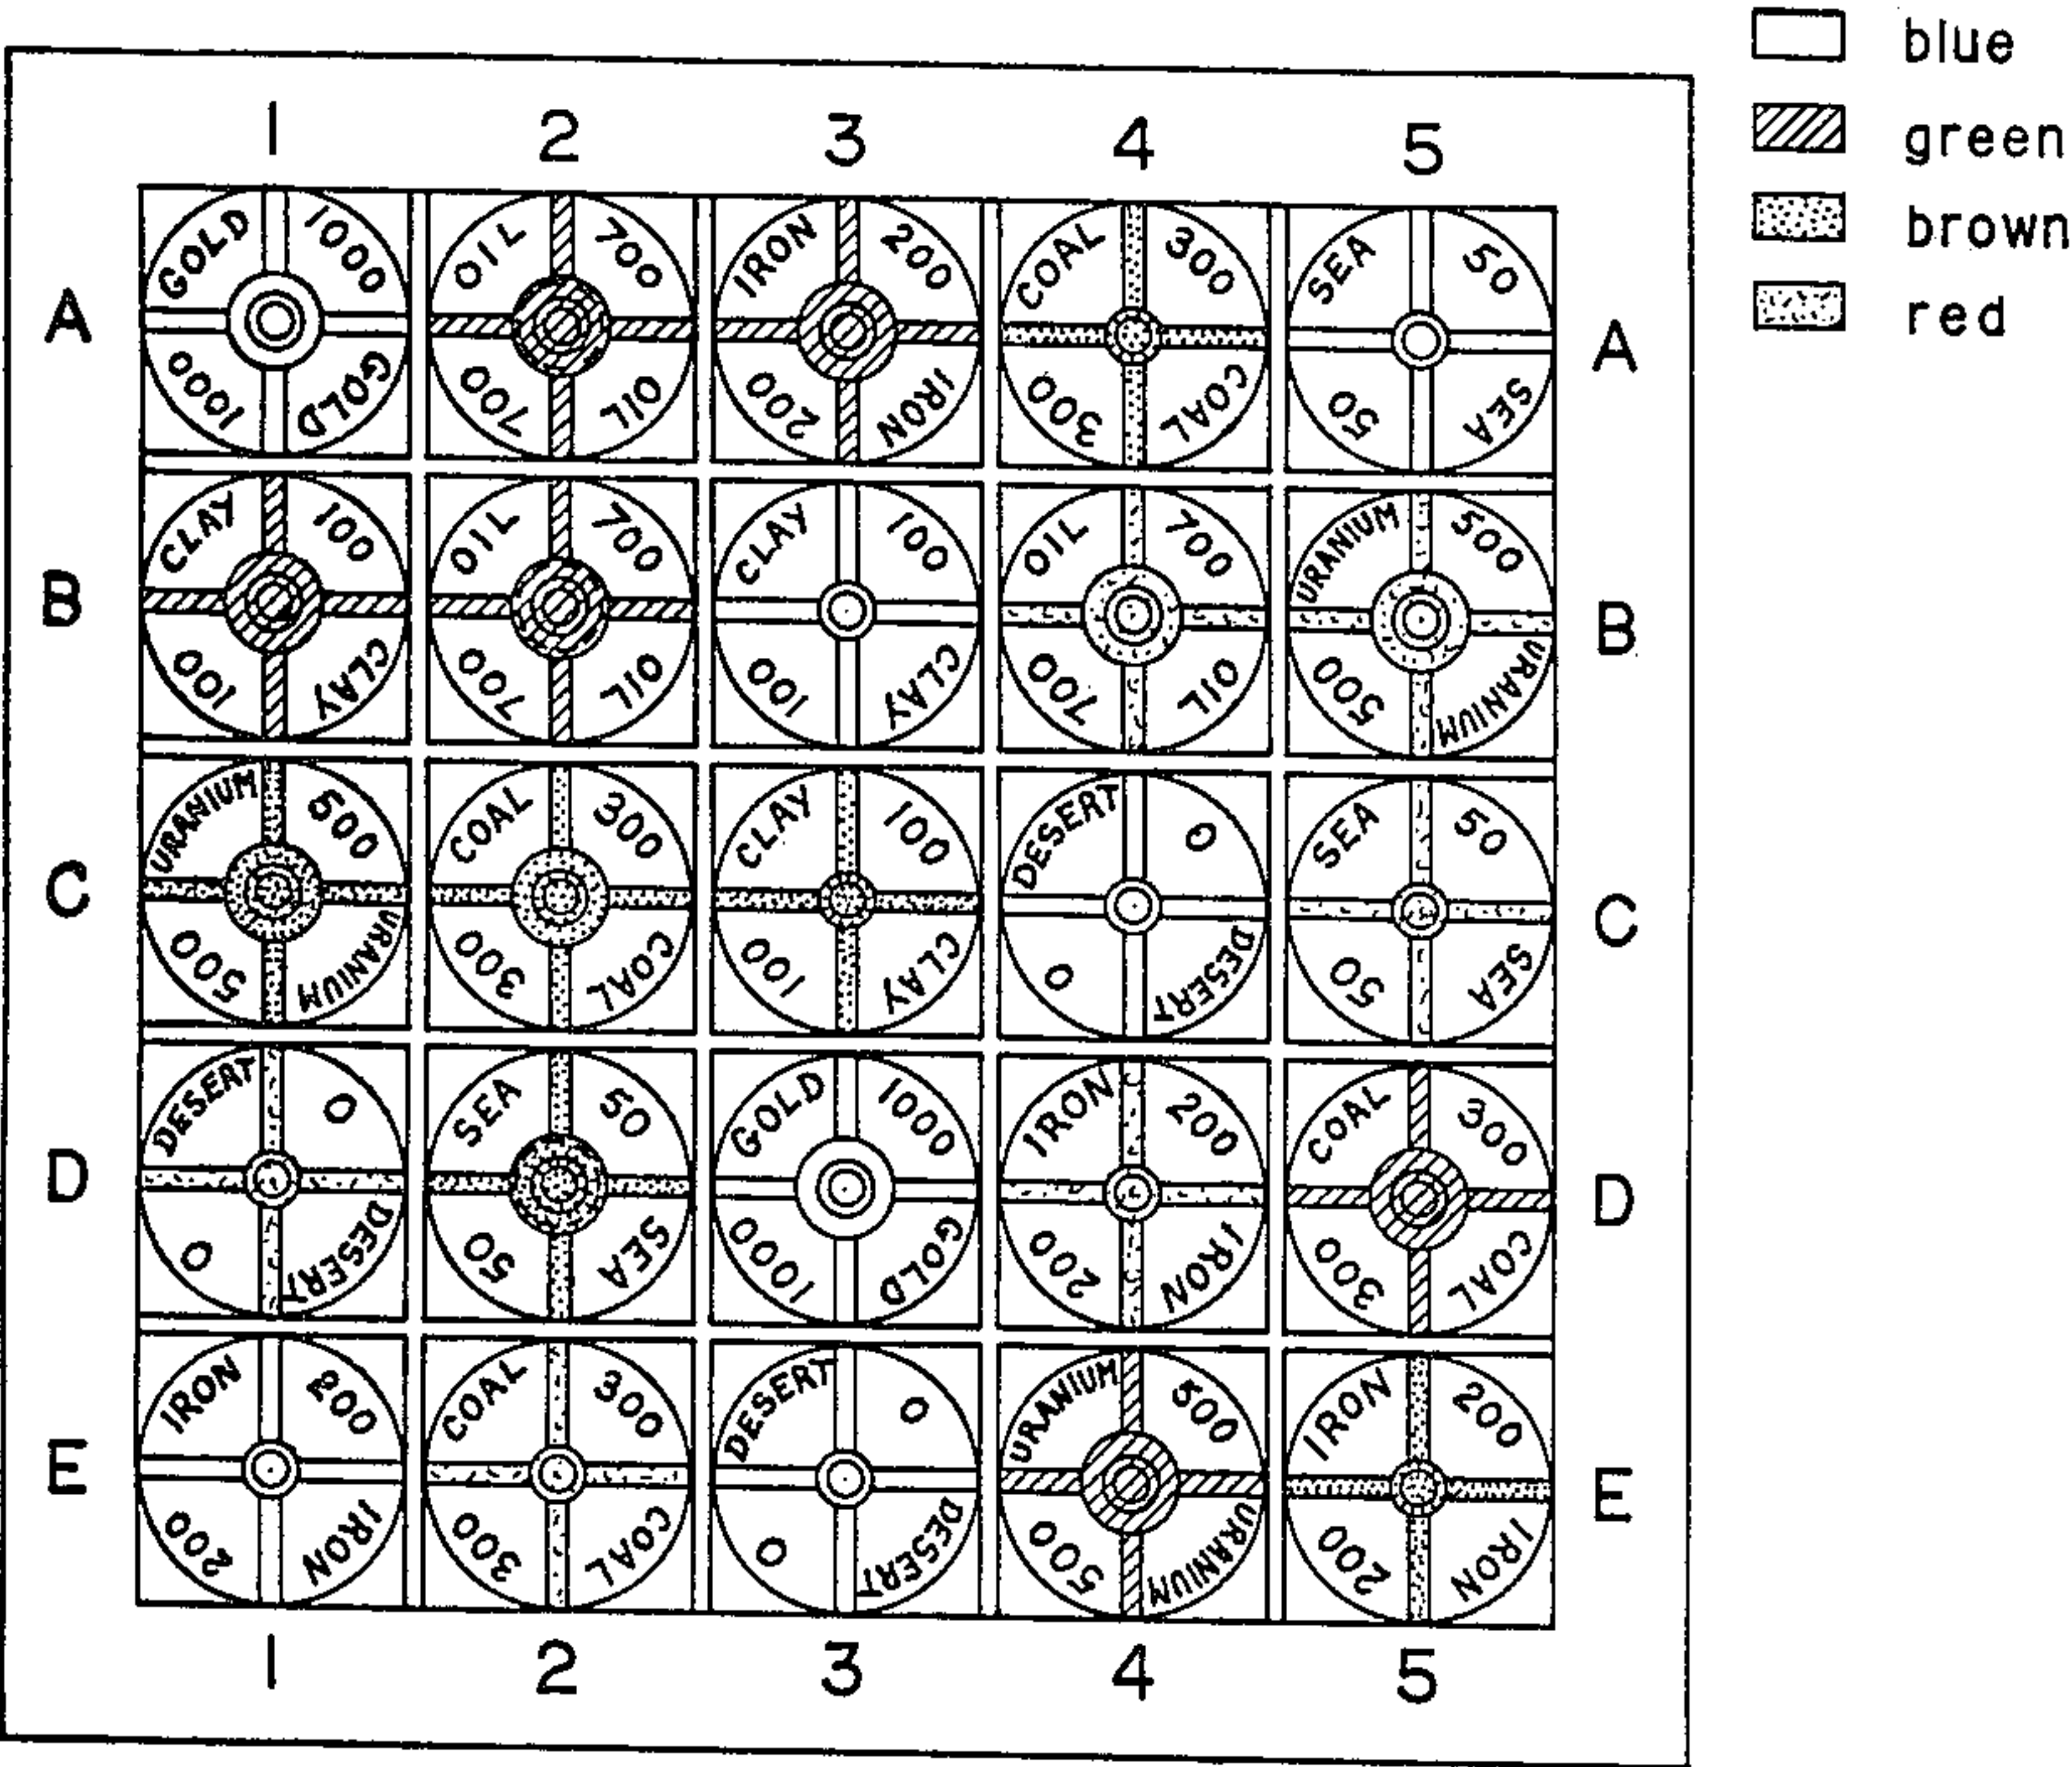 blue
green
brown
red
1 2 3 4 5
A
GOLD 1000 1000 GOLD
OIL 700 700 OIL
IRON 200 200 IRON
COAL 300 300 COAL
SEA 50 50 SEA
A
B
CLAY 100 100 CLAY
OIL 700 700 OIL
CLAY 100 100 CLAY
OIL 700 700 OIL
URANIUM 500 500 URANIUM
B
C
URANIUM 500 500 URANIUM
COAL 300 300 COAL
CLAY 100 100 CLAY
DESERT 0 0 DESERT
SEA 50 50 SEA
C
D
DESERT 0 0 DESERT
SEA 50 50 SEA
GOLD 1000 1000 GOLD
IRON 200 200 IRON
COAL 300 300 COAL
D
E
IRON 200 200 IRON
COAL 300 300 COAL
DESERT 0 0 DESERT
URANIUM 500 500 URANIUM
IRON 200 200 IRON
E
1 2 3 4 5